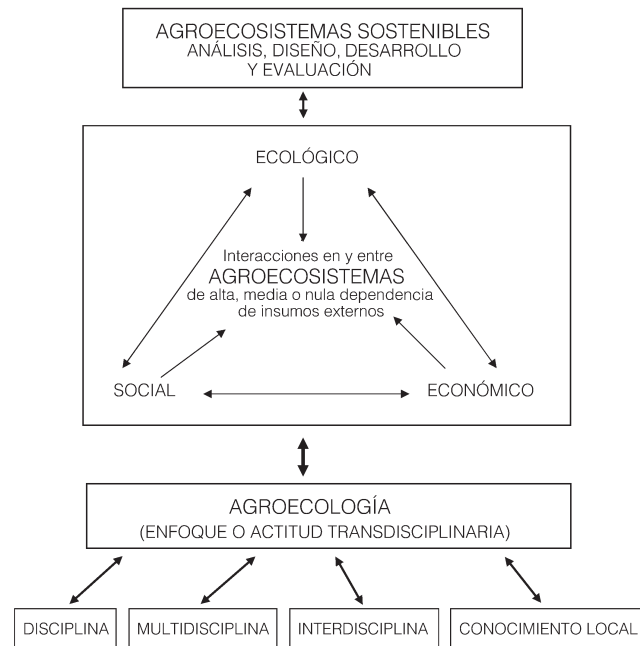 AGROECOSISTEMAS SOSTENIBLES
ANÁLISIS, DISEÑO, DESARROLLO
Y EVALUACIÓN
ECOLÓGICO
Interacciones en y entre
AGROECOSISTEMAS
de alta, media o nula dependencia
de insumos externos
SOCIAL
ECONÓMICO
AGROECOLOGÍA
(ENFOQUE O ACTITUD TRANSDISCIPLINARIA)
DISCIPLINA
MULTIDISCIPLINA
INTERDISCIPLINA
CONOCIMIENTO LOCAL